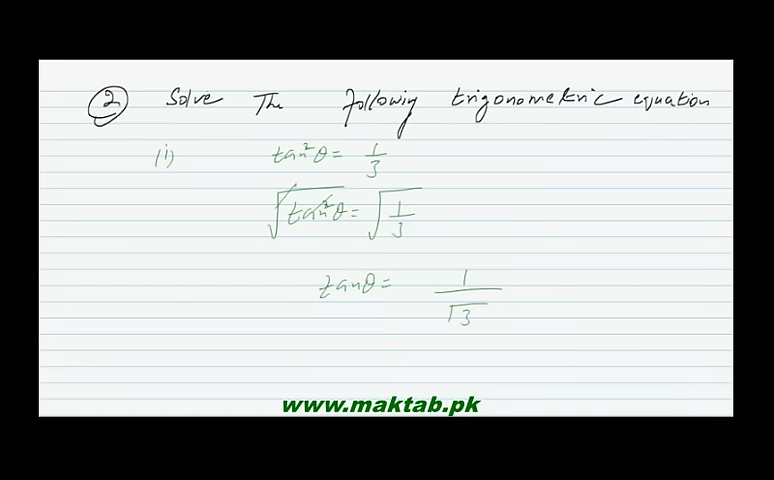 2 Solve The following trigonometric equation
(i) tan²θ = 1/3
√tan²θ = √1/3
tanθ = 1/√3
www.maktab.pk